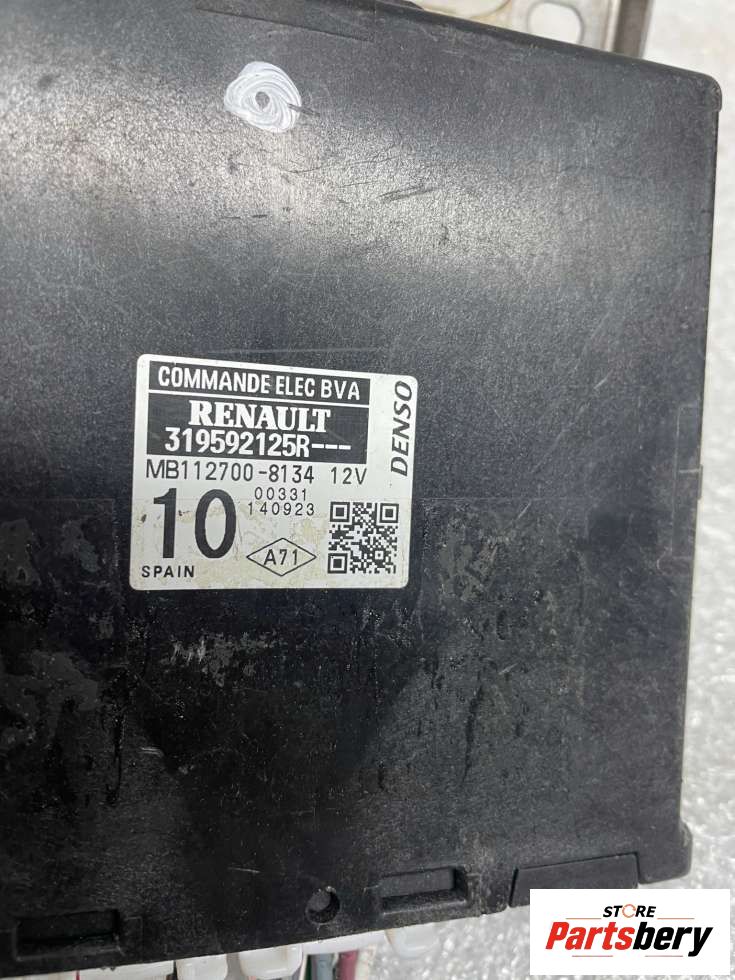 COMMANDE ELEC BVA
RENAULT
319592125R---
DENSO
MB112700-8134 12V
10
00331
140923
A71
SPAIN
STORE
Partsbery